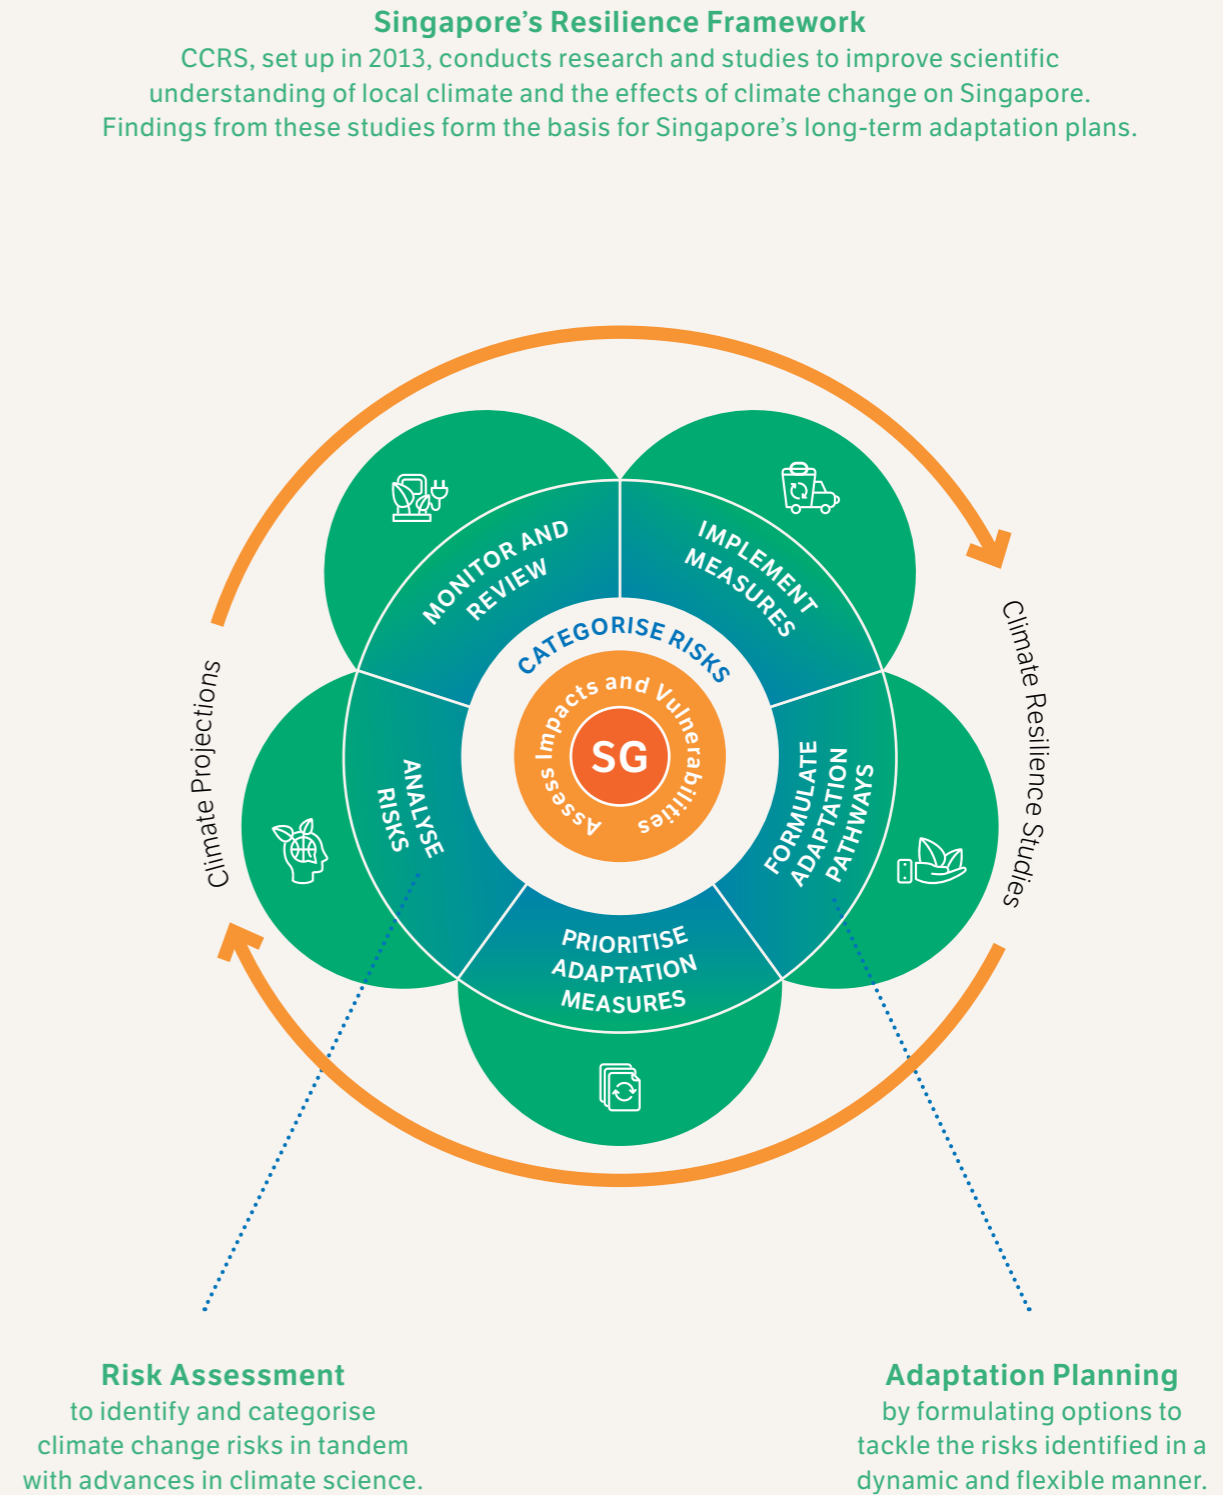 Singapore’s Resilience Framework
CCRS, set up in 2013, conducts research and studies to improve scientific
understanding of local climate and the effects of climate change on Singapore.
Findings from these studies form the basis for Singapore’s long-term adaptation plans.
MONITOR AND
REVIEW
IMPLEMENT
MEASURES
CATEGORISE RISKS
Assess Impacts and Vulnerabilities
SG
Climate Projections
Climate Resilience Studies
ANALYSE
RISKS
FORMULATE
ADAPTATION
PATHWAYS
PRIORITISE
ADAPTATION
MEASURES
Risk Assessment
to identify and categorise
climate change risks in tandem
with advances in climate science.
Adaptation Planning
by formulating options to
tackle the risks identified in a
dynamic and flexible manner.